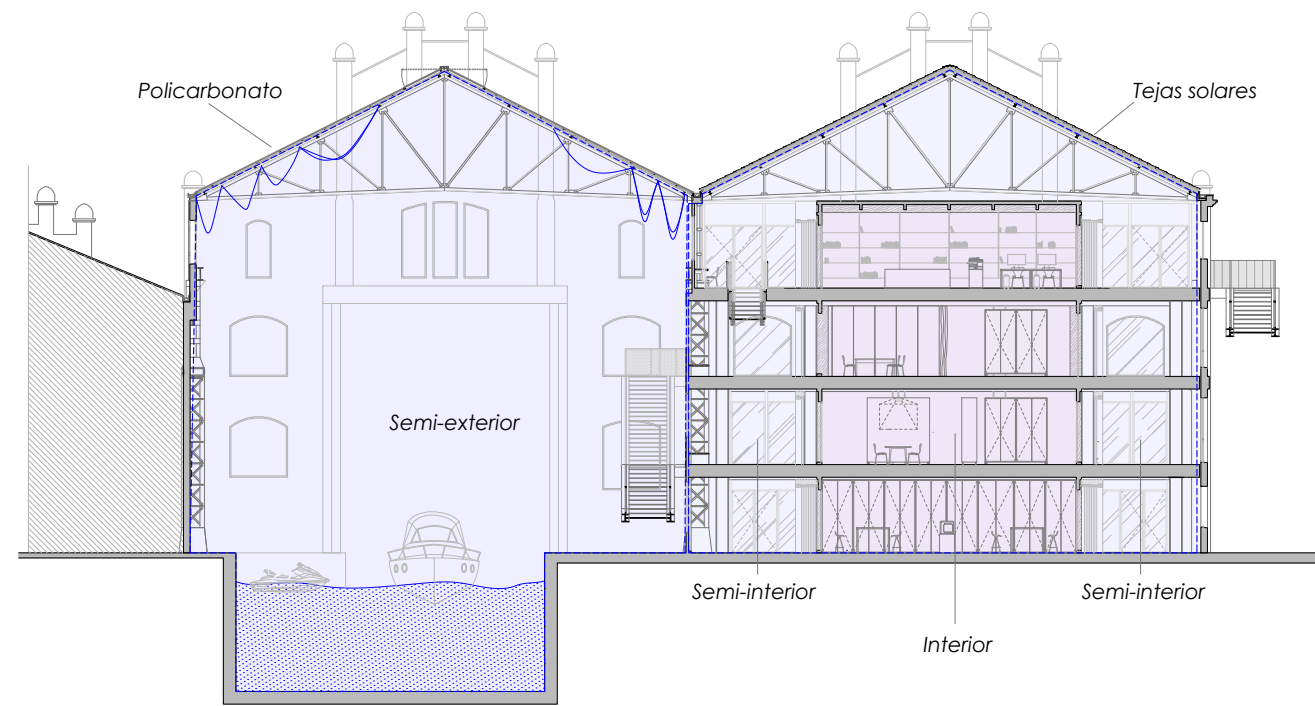 Policarbonato
Tejas solares
Semi-exterior
Semi-interior
Semi-interior
Interior